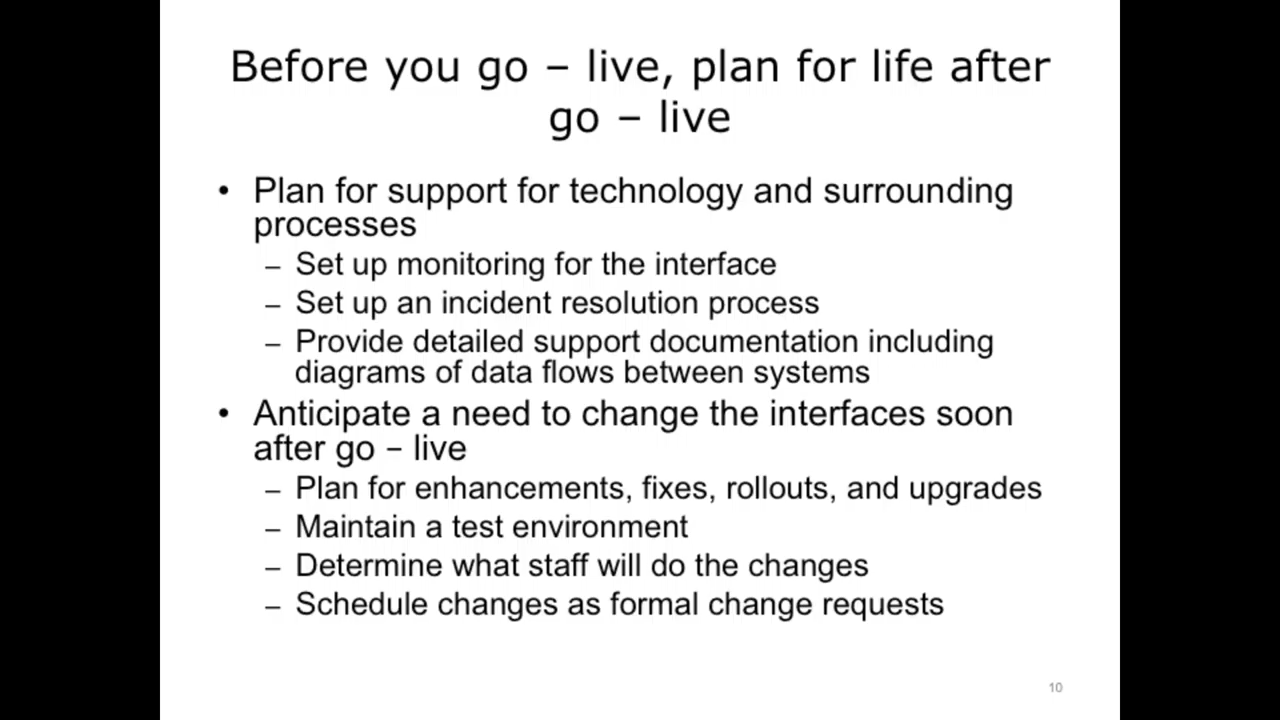 Before you go – live, plan for life after
go – live
• Plan for support for technology and surrounding
processes
– Set up monitoring for the interface
– Set up an incident resolution process
– Provide detailed support documentation including
diagrams of data flows between systems
• Anticipate a need to change the interfaces soon
after go – live
– Plan for enhancements, fixes, rollouts, and upgrades
– Maintain a test environment
– Determine what staff will do the changes
– Schedule changes as formal change requests
10